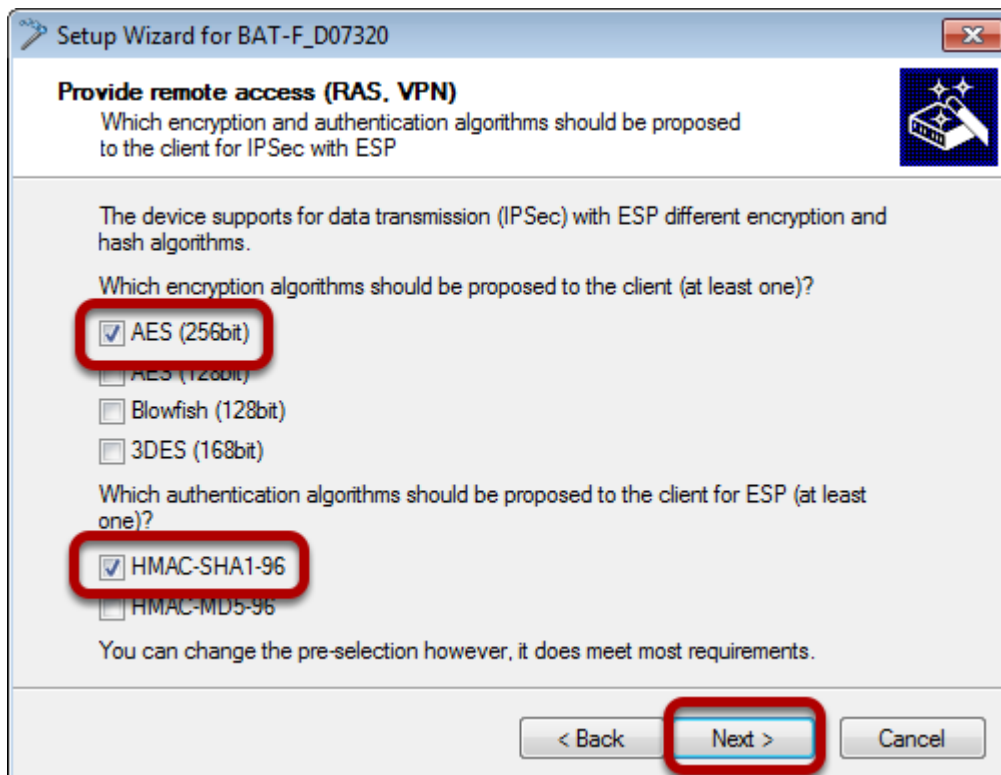 Setup Wizard for BAT-F_D07320
Provide remote access (RAS, VPN)
Which encryption and authentication algorithms should be proposed
to the client for IPSec with ESP
The device supports for data transmission (IPSec) with ESP different encryption and
hash algorithms.
Which encryption algorithms should be proposed to the client (at least one)?
AES (256bit)
AES (128bit)
Blowfish (128bit)
3DES (168bit)
Which authentication algorithms should be proposed to the client for ESP (at least
one)?
HMAC-SHA1-96
HMAC-MD5-96
You can change the pre-selection however, it does meet most requirements.
< Back
Next >
Cancel